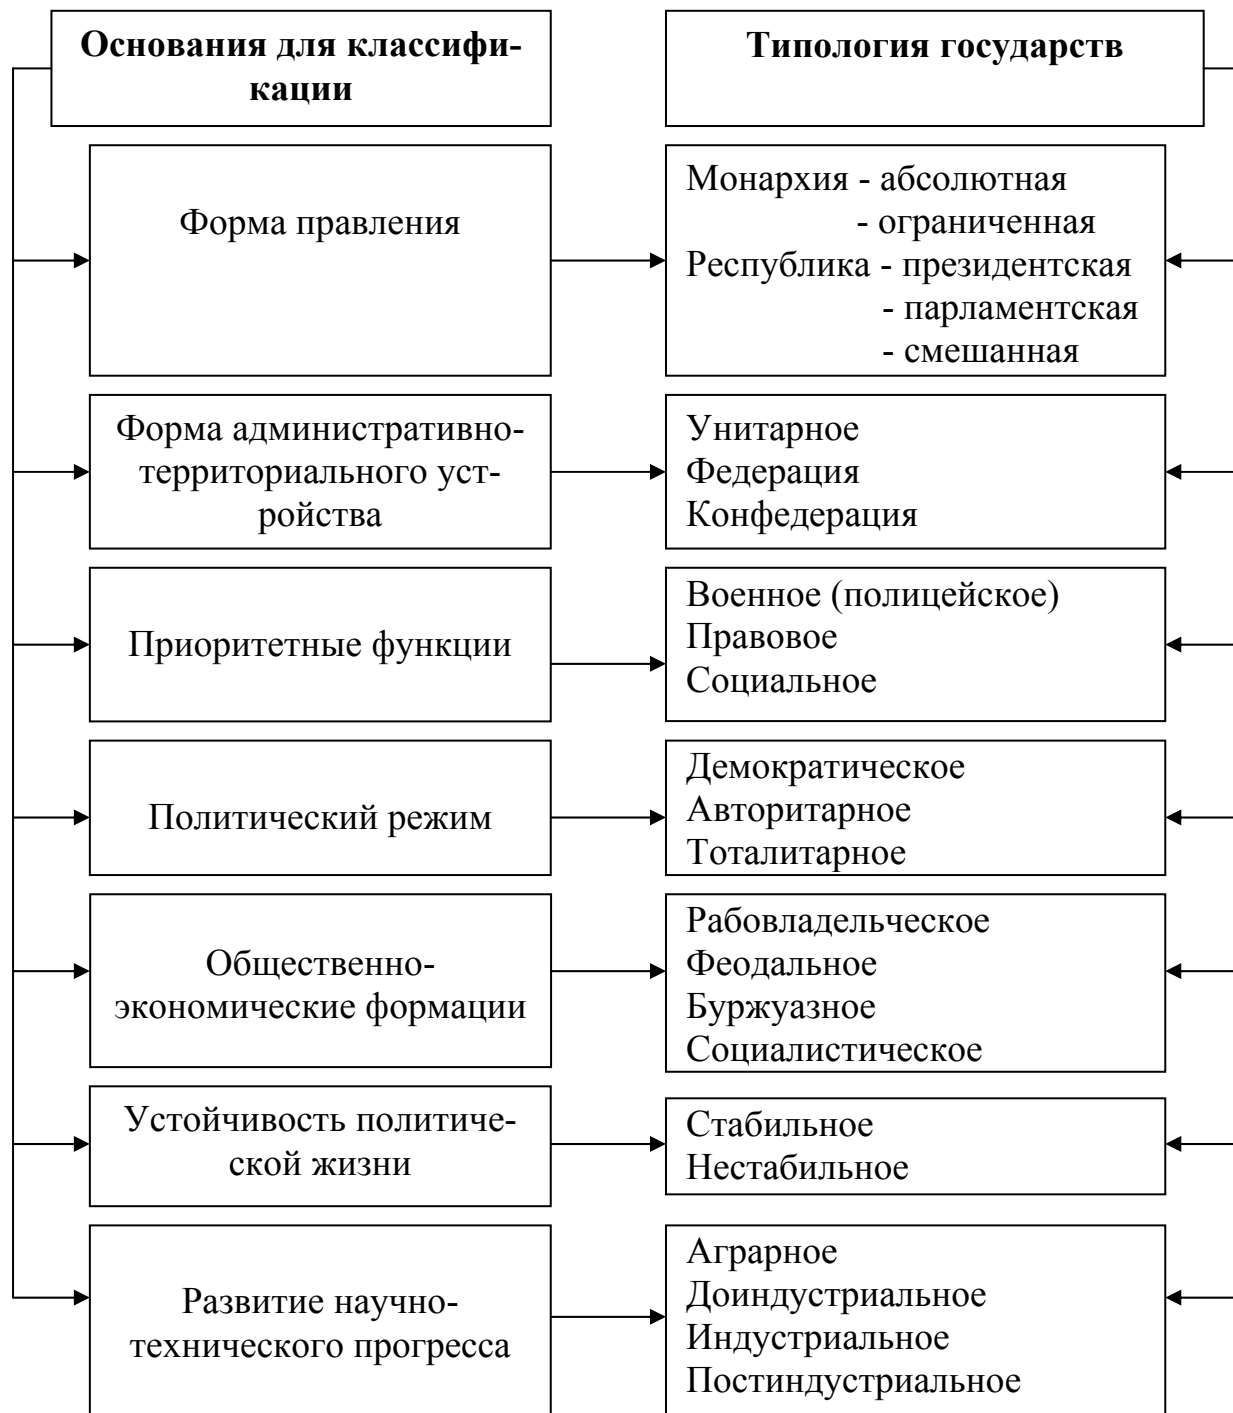 Основания для классифи-
кации
Типология государств
Форма правления
Монархия - абсолютная
- ограниченная
Республика - президентская
- парламентская
- смешанная
Форма административно-
территориального уст-
ройства
Унитарное
Федерация
Конфедерация
Приоритетные функции
Военное (полицейское)
Правовое
Социальное
Политический режим
Демократическое
Авторитарное
Тоталитарное
Общественно-
экономические формации
Рабовладельческое
Феодальное
Буржуазное
Социалистическое
Устойчивость политиче-
ской жизни
Стабильное
Нестабильное
Развитие научно-
технического прогресса
Аграрное
Доиндустриальное
Индустриальное
Постиндустриальное